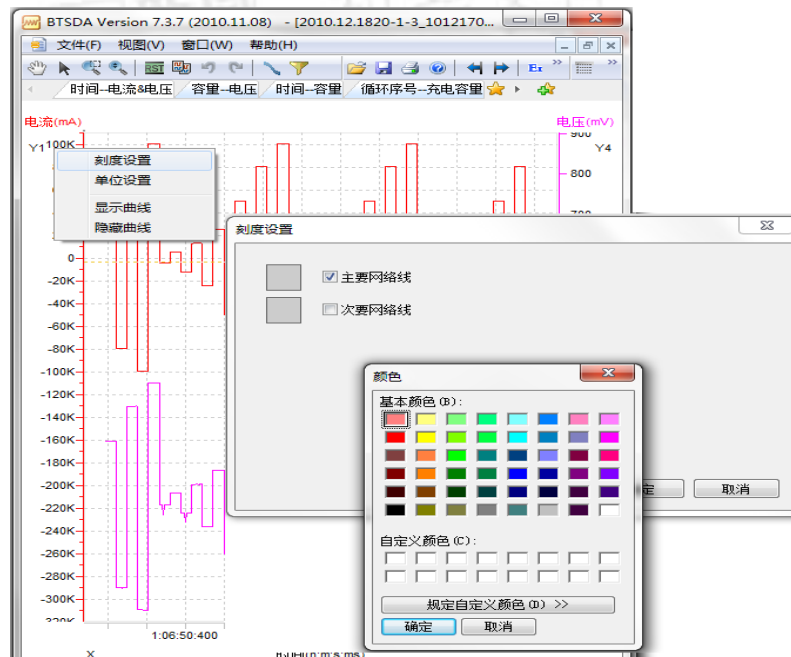 BTSDA Version 7.3.7 (2010.11.08) - [2010.12.1820-1-3_1012170...
文件(F) 视图(V) 窗口(W) 帮助(H)
RST
Ex
时间--电流&电压 容量--电压 时间--容量 循环序号--充电容量
电流(mA) 电压(mV)
Y1 100K 900
Y4
刻度设置
800
单位设置
显示曲线
700
隐藏曲线
刻度设置
0
主要网络线
-20K
-40K
次要网络线
-60K
-80K
-100K
颜色
-120K
基本颜色(B):
-140K
-160K
-180K
-200K
定 取消
-220K
-240K
自定义颜色(C):
-260K
-280K
-300K
规定自定义颜色(D) >>
-320K
确定 取消
1:06:50:400
X
(h:m:s:ms)